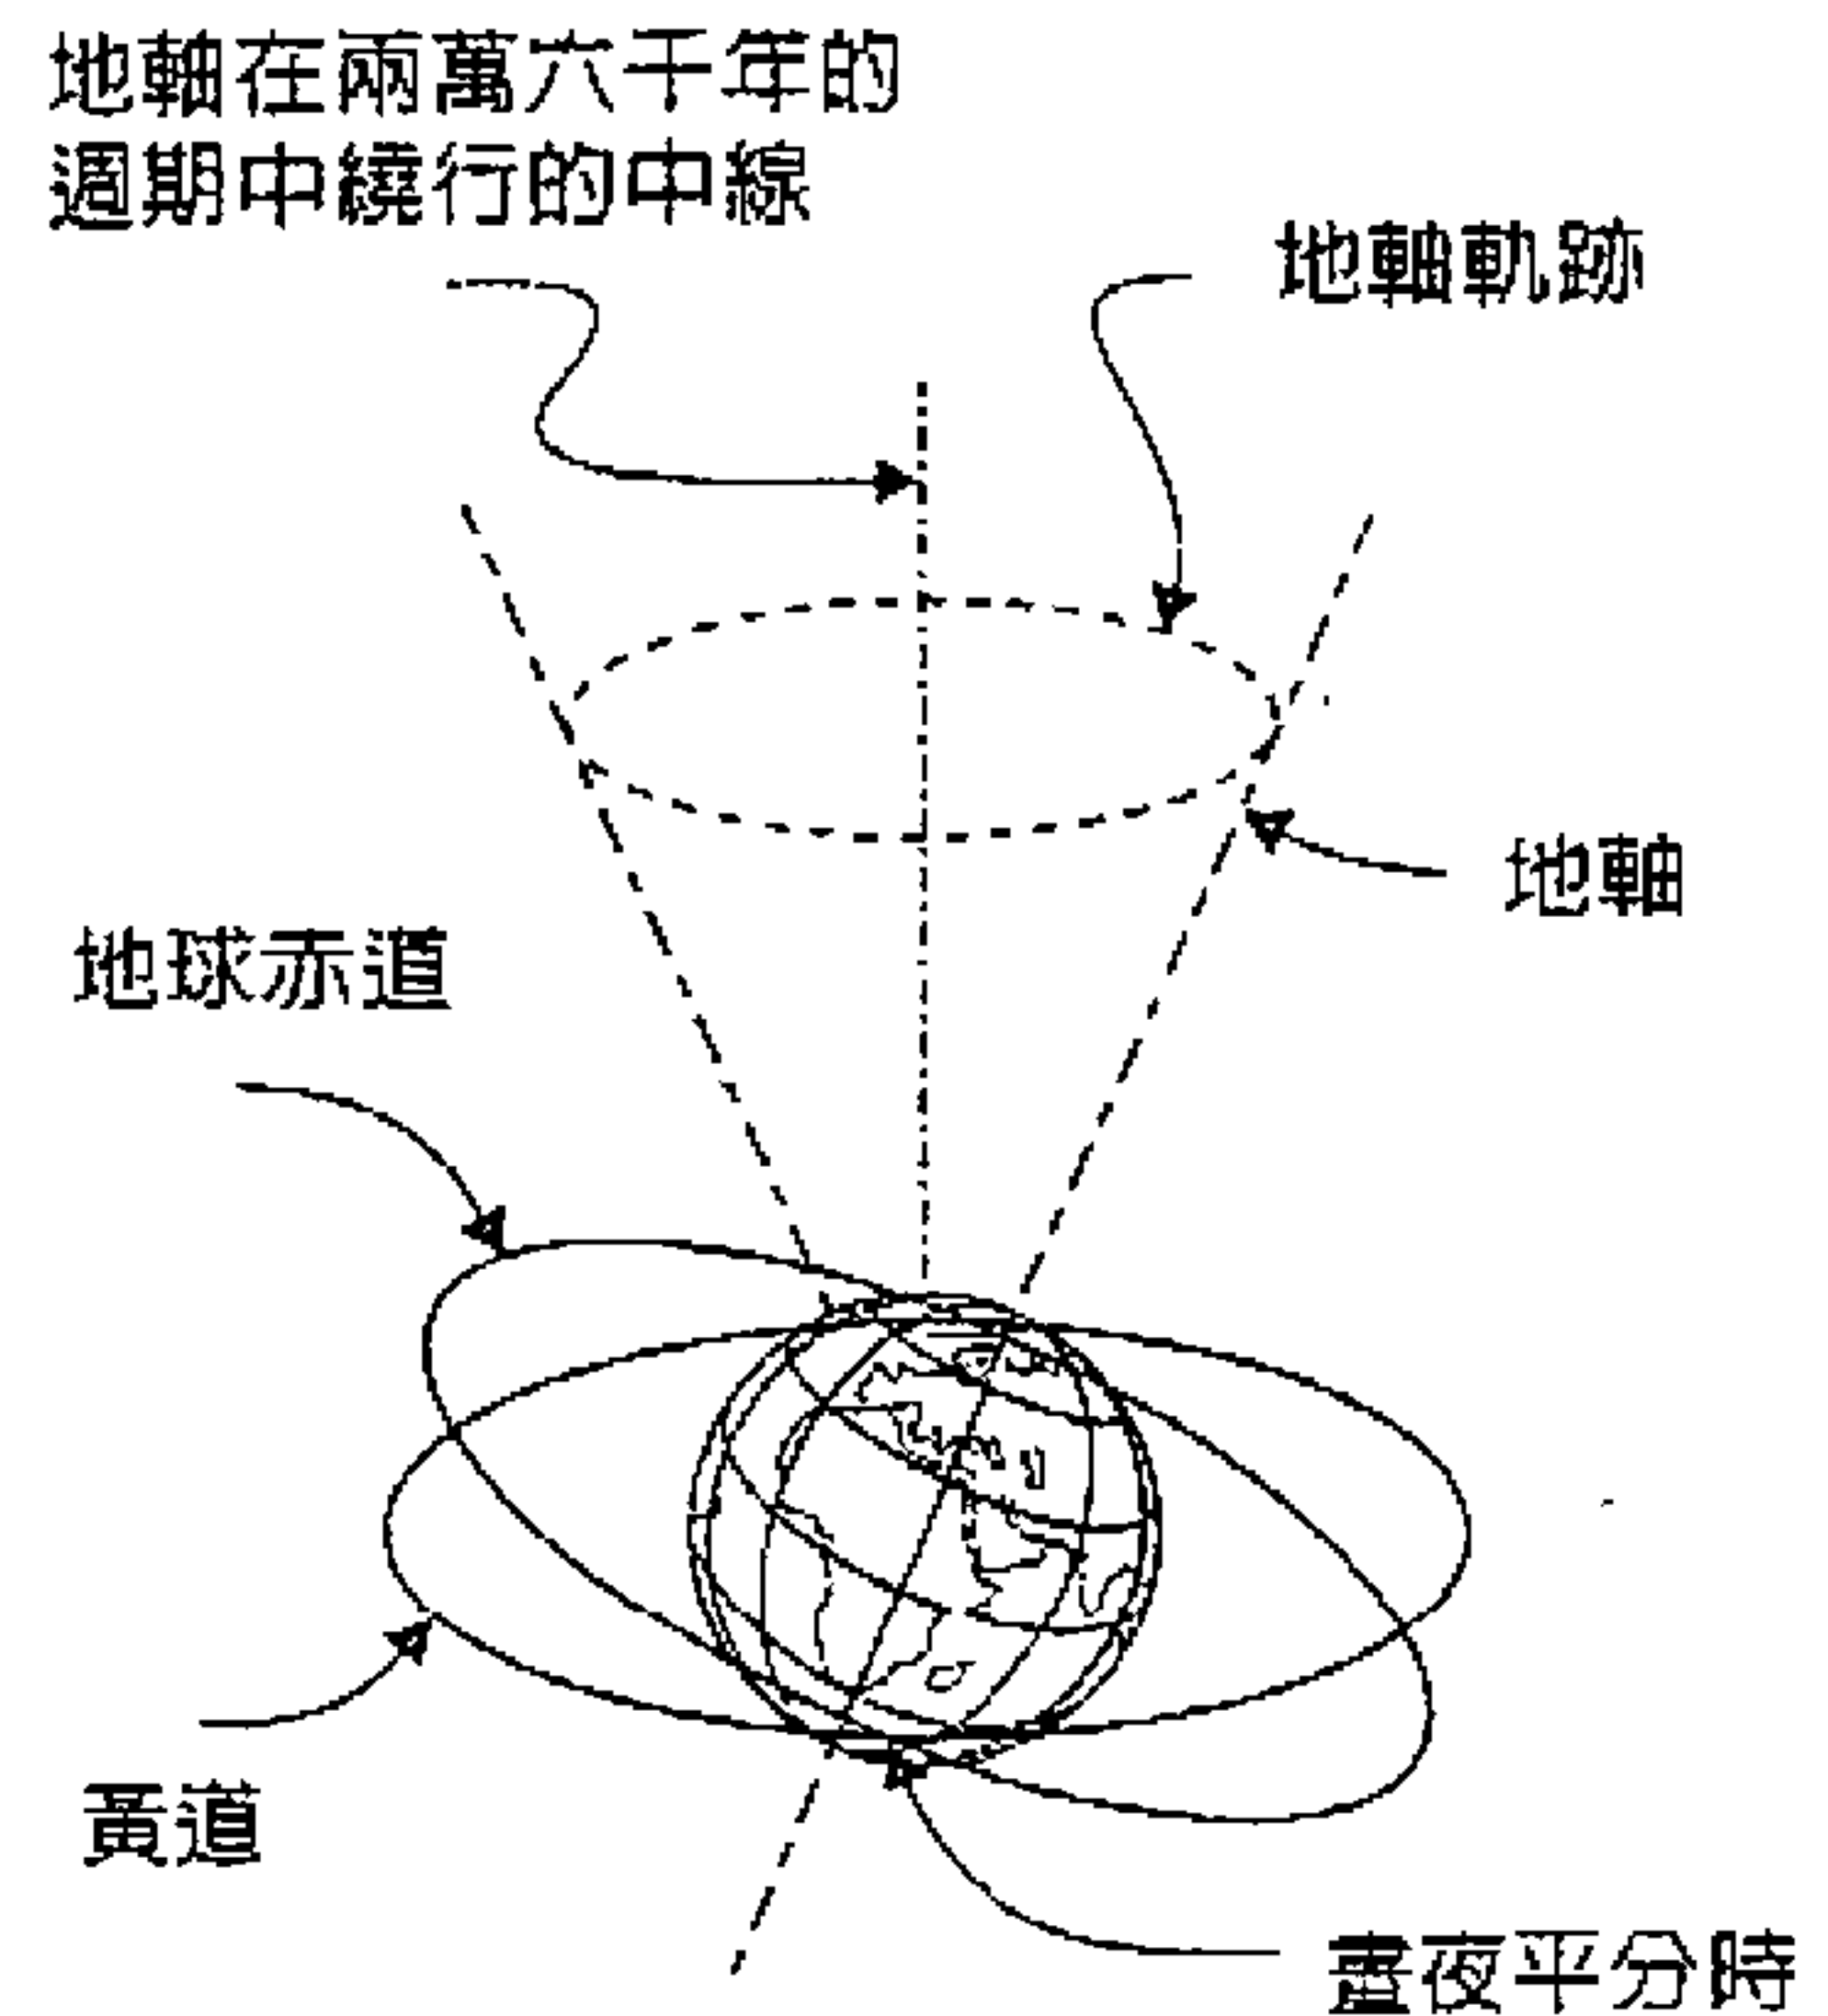 地軸在兩萬六千年的
週期中繞行的中線
地軸軌跡
地軸
地球赤道
黃道
晝夜平分時